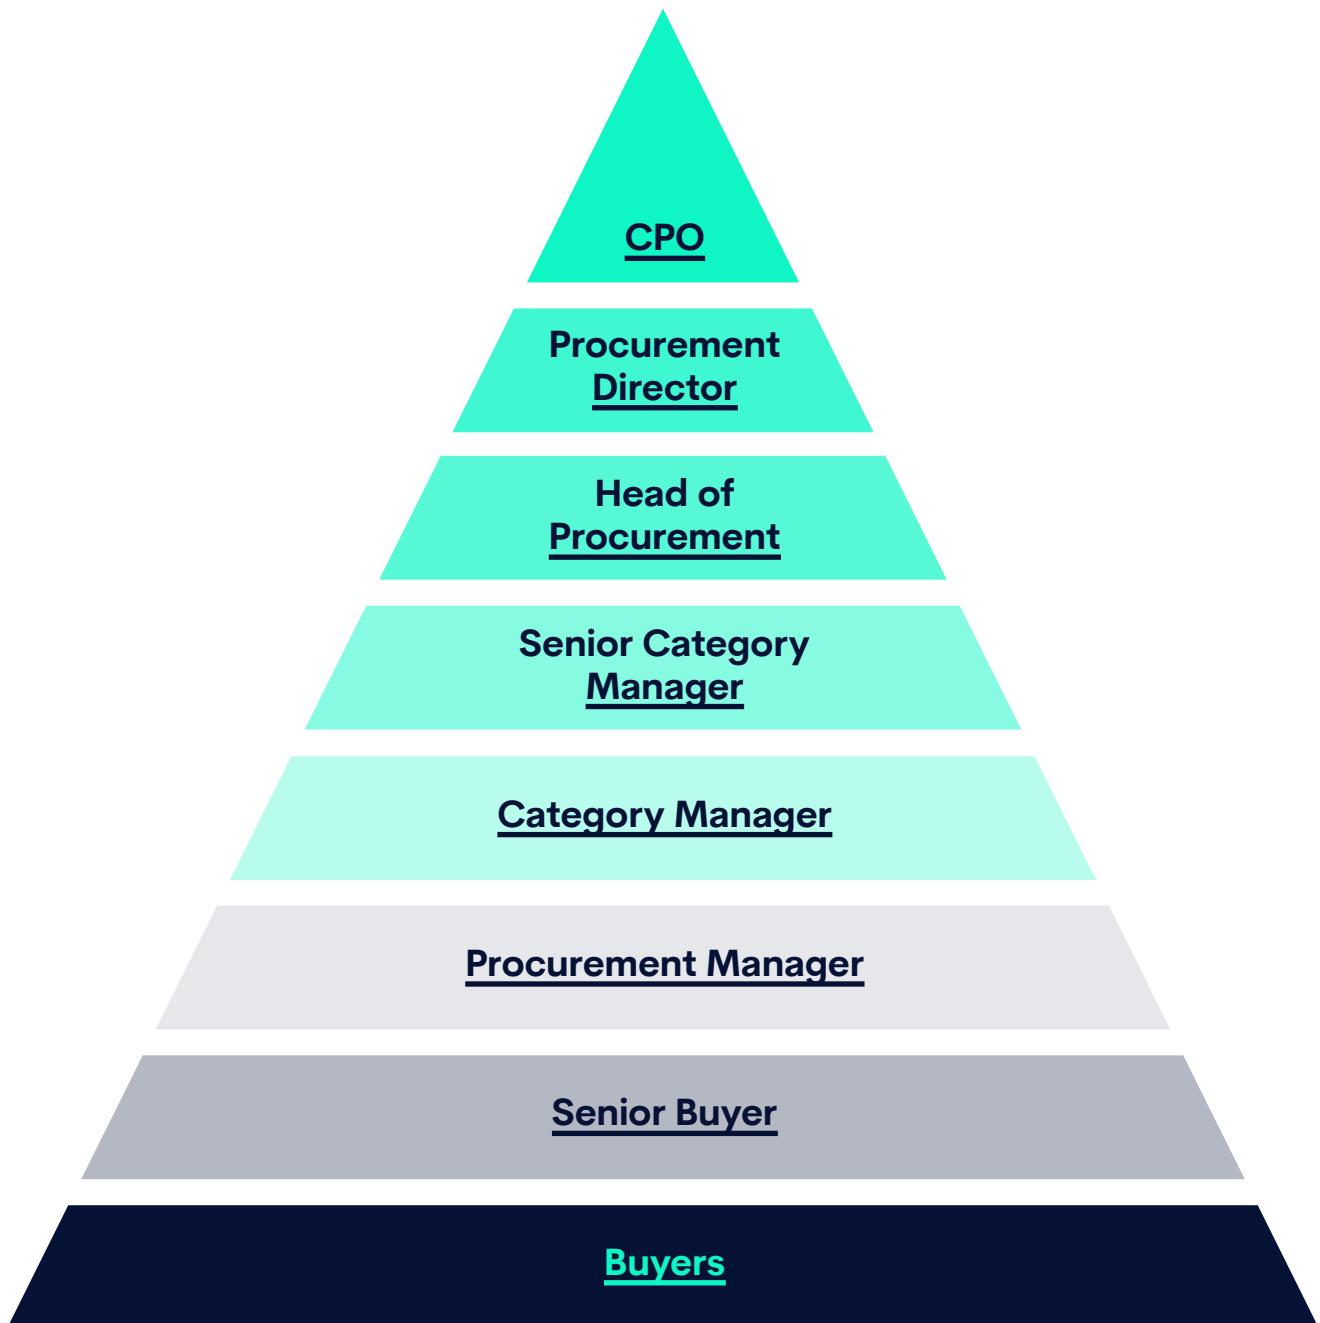 CPO
Procurement
Director
Head of
Procurement
Senior Category
Manager
Category Manager
Procurement Manager
Senior Buyer
Buyers